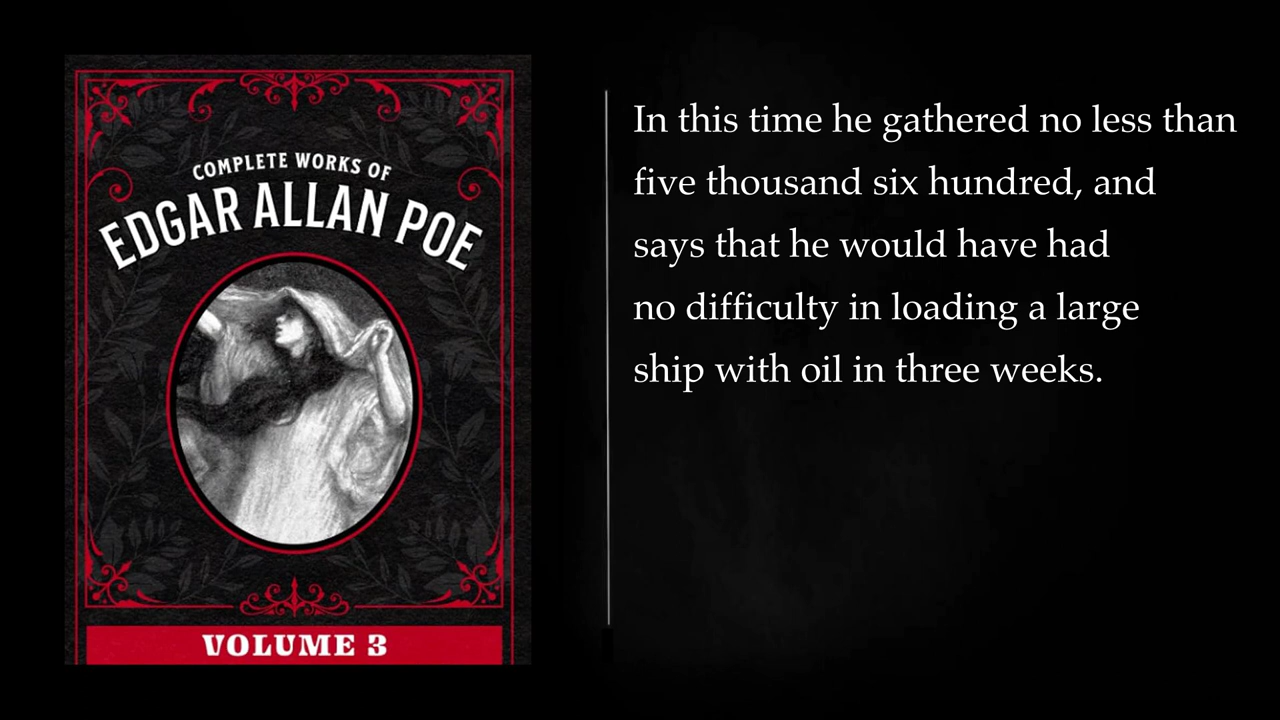 COMPLETE WORKS OF
EDGAR ALLAN POE
VOLUME 3
In this time he gathered no less than
five thousand six hundred, and
says that he would have had
no difficulty in loading a large
ship with oil in three weeks.